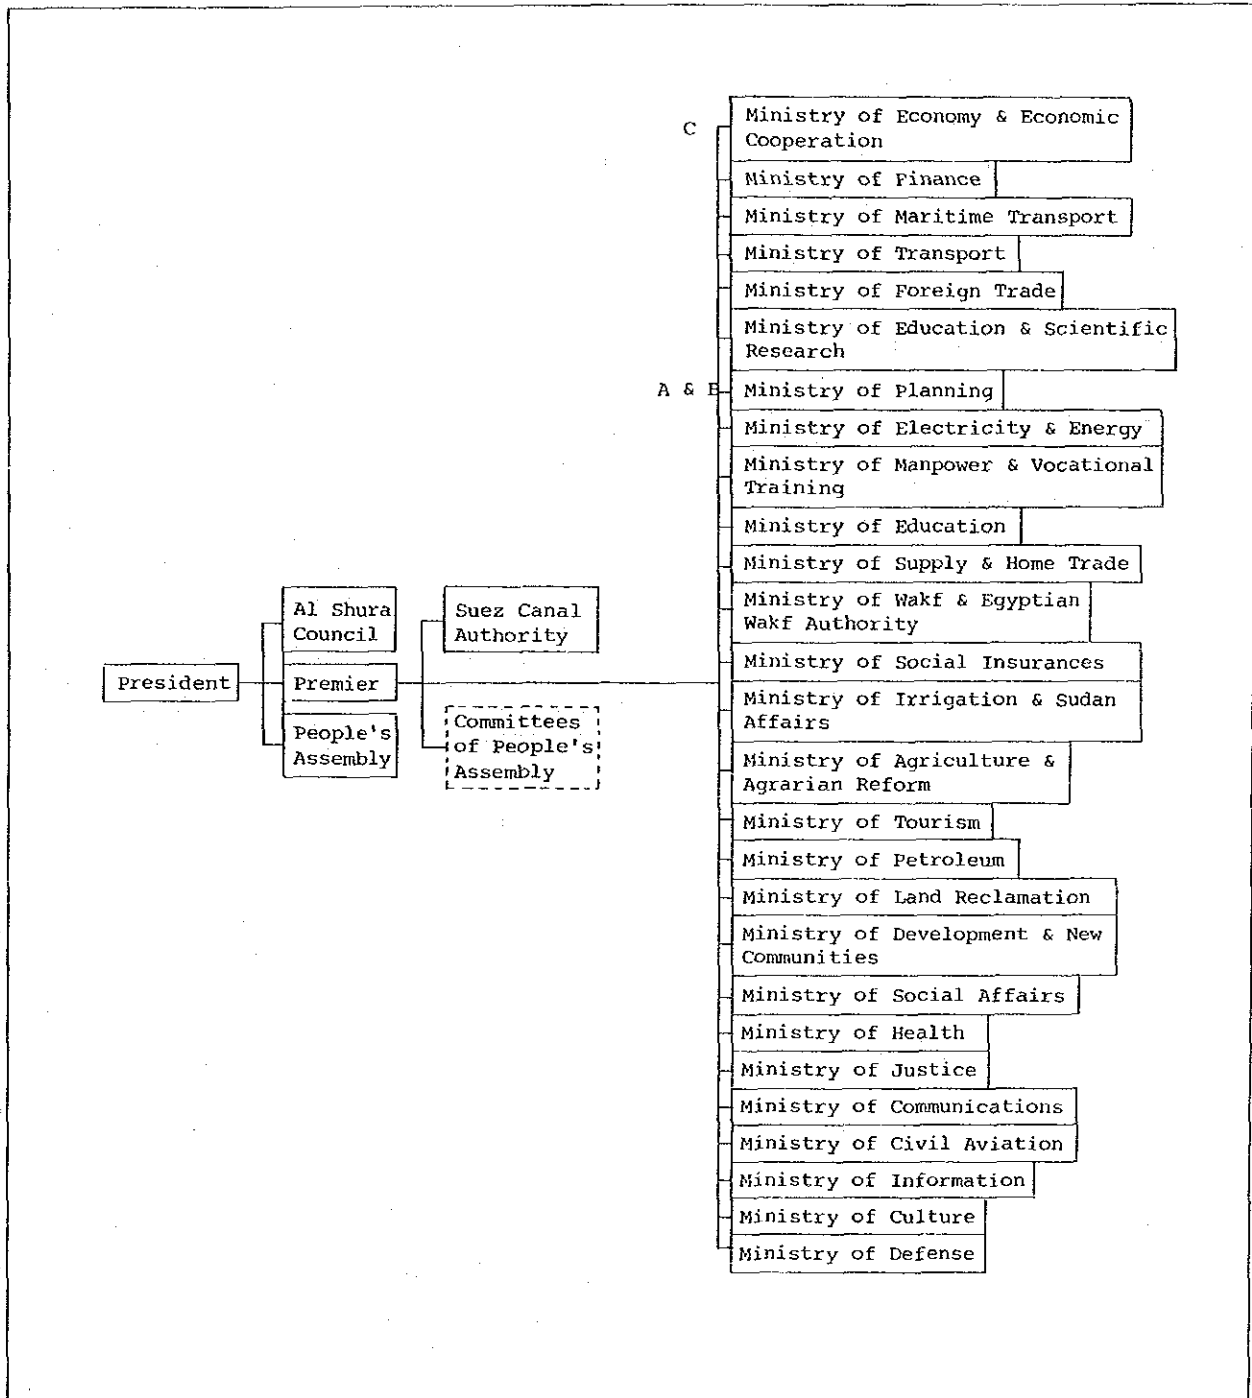 C
Ministry of Economy & Economic
Cooperation
Ministry of Finance
Ministry of Maritime Transport
Ministry of Transport
Ministry of Foreign Trade
Ministry of Education & Scientific
Research
A & B
Ministry of Planning
Ministry of Electricity & Energy
Ministry of Manpower & Vocational
Training
Ministry of Education
Ministry of Supply & Home Trade
Ministry of Wakf & Egyptian
Wakf Authority
Ministry of Social Insurances
Ministry of Irrigation & Sudan
Affairs
Ministry of Agriculture &
Agrarian Reform
Ministry of Tourism
Ministry of Petroleum
Ministry of Land Reclamation
Ministry of Development & New
Communities
Ministry of Social Affairs
Ministry of Health
Ministry of Justice
Ministry of Communications
Ministry of Civil Aviation
Ministry of Information
Ministry of Culture
Ministry of Defense
President
Al Shura
Council
Premier
People's
Assembly
Suez Canal
Authority
Committees
of People's
Assembly